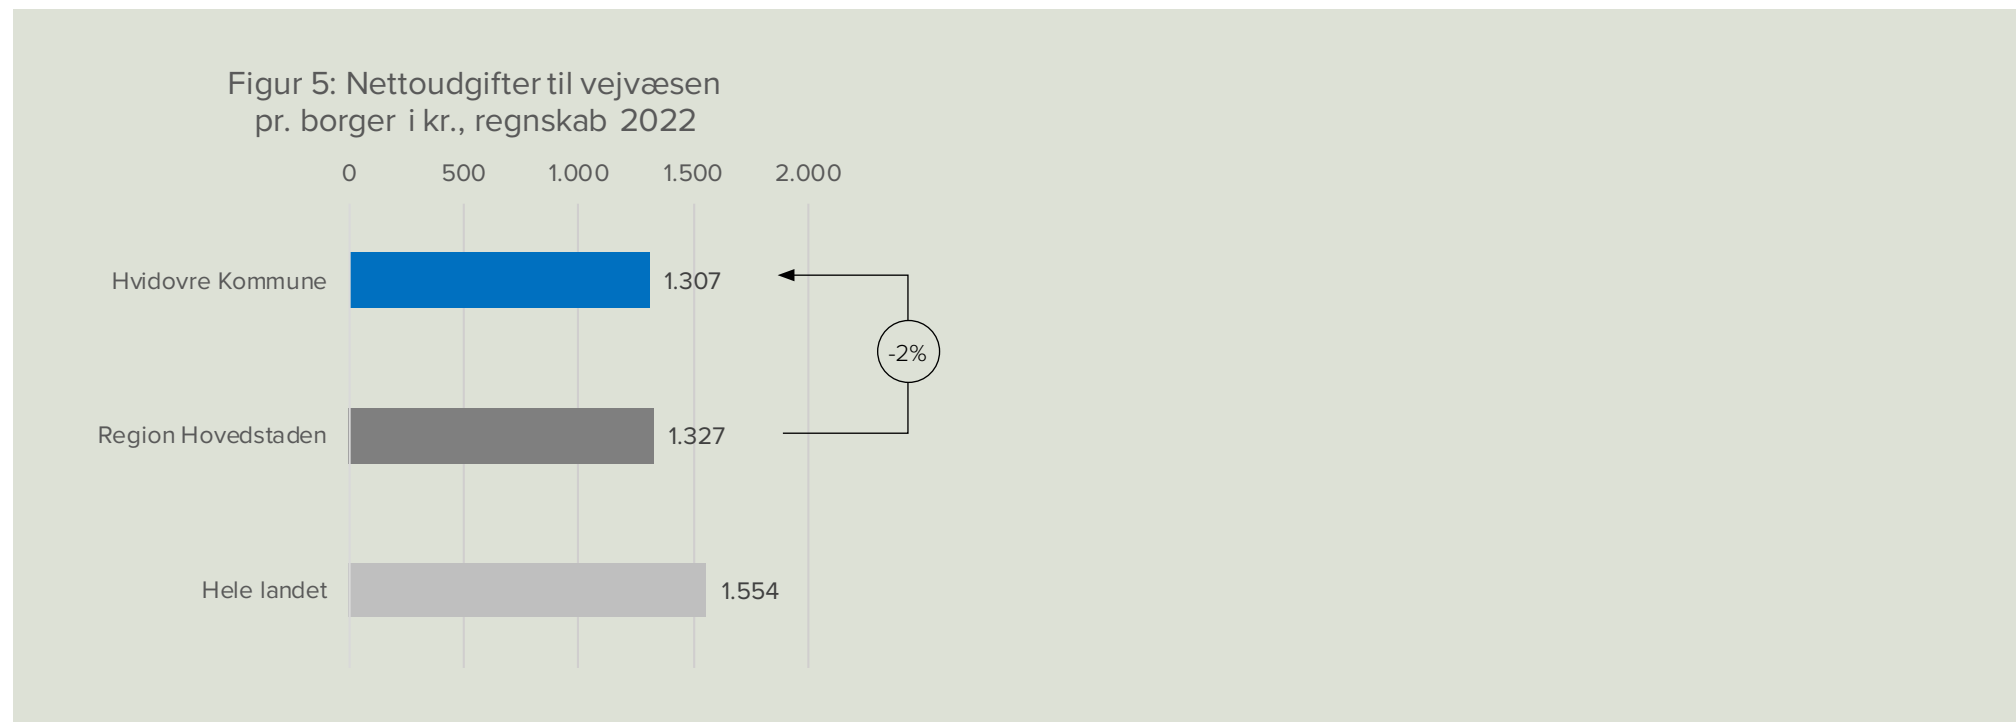 Figur 5: Nettoudgifter til vejvæsen
pr. borger i kr., regnskab 2022
0 500 1.000 1.500 2.000
Hvidovre Kommune 1.307
-2%
Region Hovedstaden 1.327
Hele landet 1.554